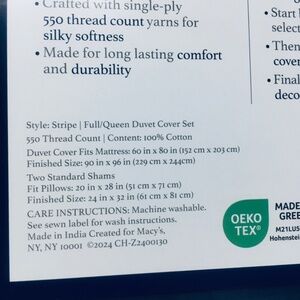 • Crafted with single-ply
550 thread count yarns for
silky softness
• Made for long lasting comfort
and durability
• Start
select
• Then
cover
• Final
deco
Style: Stripe | Full/Queen Duvet Cover Set
550 Thread Count | Content: 100% Cotton
Duvet Cover Fits Mattress: 60 in x 80 in (152 cm x 203 cm)
Finished Size: 90 in x 96 in (229 cm x 244cm)
Two Standard Shams
Fit Pillows: 20 in x 28 in (51 cm x 71 cm)
Finished Size: 24 in x 32 in (61 cm x 81 cm)
CARE INSTRUCTIONS: Machine washable.
See sewn label for wash instructions.
Made in India Created for Macy's,
NY, NY 10001 ©2024 CH-Z2400130
OEKO
TEX®
MADE
GREE
M21LUS
Hohenstein